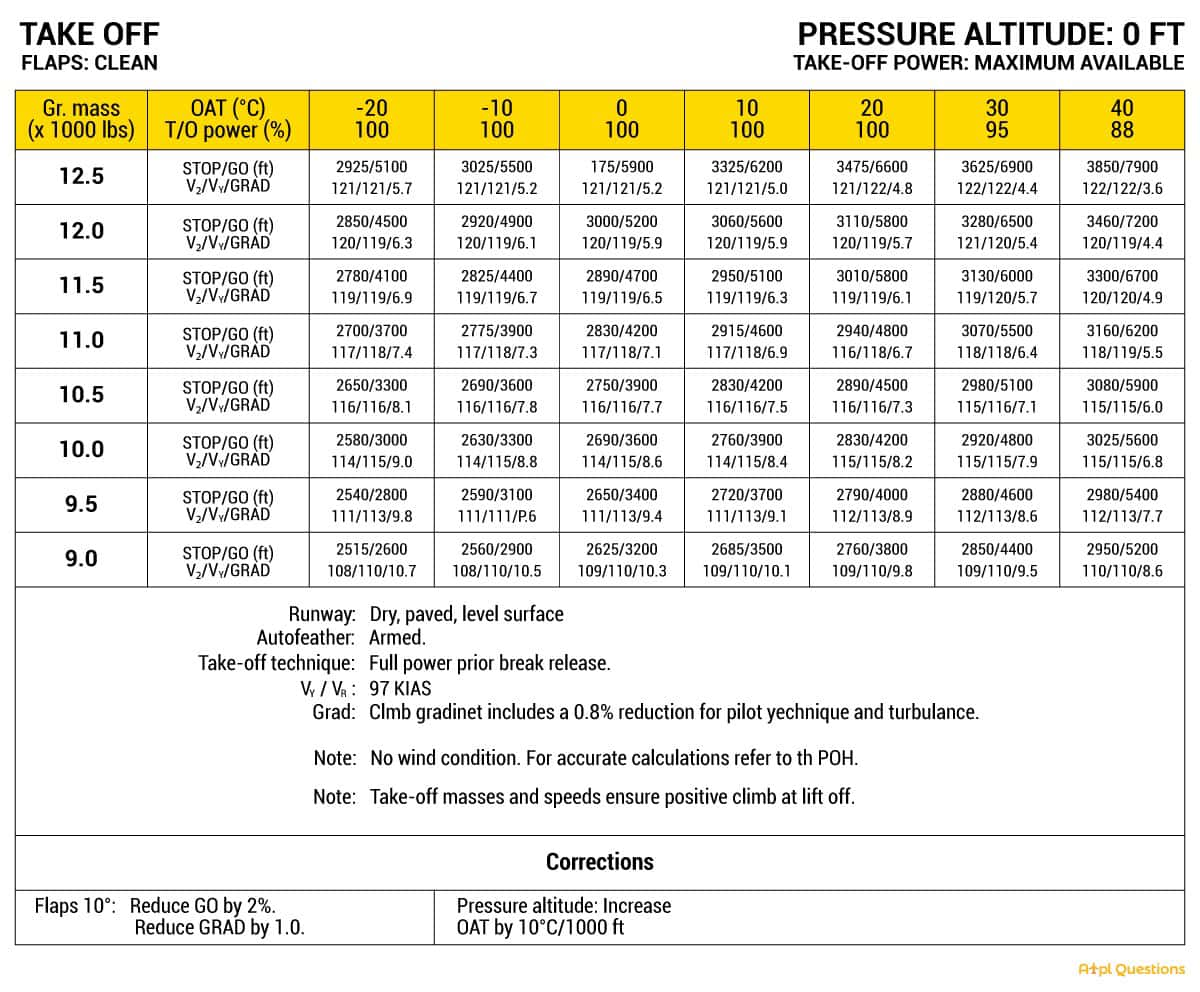 TAKE OFF
FLAPS: CLEAN
PRESSURE ALTITUDE: 0 FT
TAKE-OFF POWER: MAXIMUM AVAILABLE
Gr. mass (x 1000 lbs) OAT (°C) T/O power (%) -20 100 -10 100 0 100 10 100 20 100 30 95 40 88
12.5 STOP/GO (ft) 2925/5100 3025/5500 175/5900 3325/6200 3475/6600 3625/6900 3850/7900
V₂/Vᵧ/GRAD 121/121/5.7 121/121/5.2 121/121/5.2 121/121/5.0 121/122/4.8 122/122/4.4 122/122/3.6
12.0 STOP/GO (ft) 2850/4500 2920/4900 3000/5200 3060/5600 3110/5800 3280/6500 3460/7200
V₂/Vᵧ/GRAD 120/119/6.3 120/119/6.1 120/119/5.9 120/119/5.9 120/119/5.7 121/120/5.4 120/119/4.4
11.5 STOP/GO (ft) 2780/4100 2825/4400 2890/4700 2950/5100 3010/5800 3130/6000 3300/6700
V₂/Vᵧ/GRAD 119/119/6.9 119/119/6.7 119/119/6.5 119/119/6.3 119/119/6.1 119/120/5.7 120/120/4.9
11.0 STOP/GO (ft) 2700/3700 2775/3900 2830/4200 2915/4600 2940/4800 3070/5500 3160/6200
V₂/Vᵧ/GRAD 117/118/7.4 117/118/7.3 117/118/7.1 117/118/6.9 116/118/6.7 118/118/6.4 118/119/5.5
10.5 STOP/GO (ft) 2650/3300 2690/3600 2750/3900 2830/4200 2890/4500 2980/5100 3080/5900
V₂/Vᵧ/GRAD 116/116/8.1 116/116/7.8 116/116/7.7 116/116/7.5 116/116/7.3 115/116/7.1 115/115/6.0
10.0 STOP/GO (ft) 2580/3000 2630/3300 2690/3600 2760/3900 2830/4200 2920/4800 3025/5600
V₂/Vᵧ/GRAD 114/115/9.0 114/115/8.8 114/115/8.6 114/115/8.4 115/115/8.2 115/115/7.9 115/115/6.8
9.5 STOP/GO (ft) 2540/2800 2590/3100 2650/3400 2720/3700 2790/4000 2880/4600 2980/5400
V₂/Vᵧ/GRAD 111/113/9.8 111/111/P.6 111/113/9.4 111/113/9.1 112/113/8.9 112/113/8.6 112/113/7.7
9.0 STOP/GO (ft) 2515/2600 2560/2900 2625/3200 2685/3500 2760/3800 2850/4400 2950/5200
V₂/Vᵧ/GRAD 108/110/10.7 108/110/10.5 109/110/10.3 109/110/10.1 109/110/9.8 109/110/9.5 110/110/8.6
Runway: Dry, paved, level surface
Autofeather: Armed.
Take-off technique: Full power prior break release.
Vᵧ / VR : 97 KIAS
Grad: Clmb gradinet includes a 0.8% reduction for pilot yechnique and turbulance.
Note: No wind condition. For accurate calculations refer to th POH.
Note: Take-off masses and speeds ensure positive climb at lift off.
Corrections
Flaps 10°: Reduce GO by 2%.
Reduce GRAD by 1.0.
Pressure altitude: Increase
OAT by 10°C/1000 ft
Atpl Questions